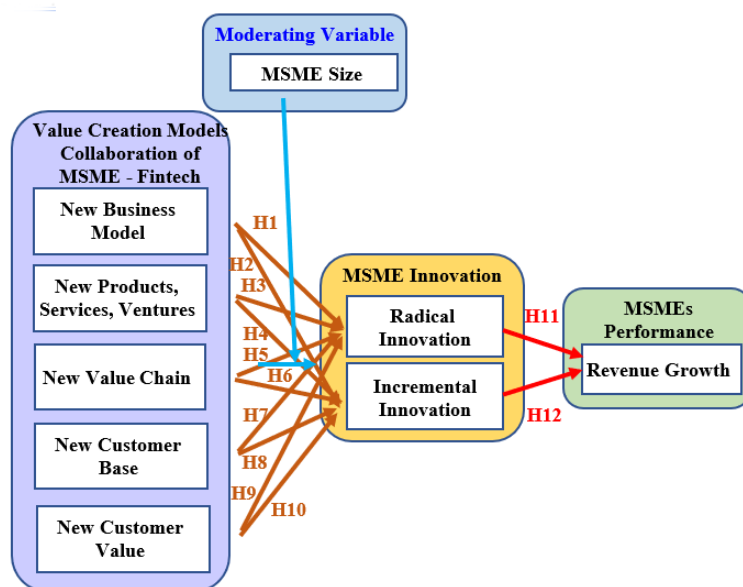 Moderating Variable
MSME Size
Value Creation Models
Collaboration of
MSME - Fintech
New Business
Model
New Products,
Services, Ventures
New Value Chain
New Customer
Base
New Customer
Value
H1
H2
H3
H4
H5
H6
H7
H8
H9
H10
MSME Innovation
Radical
Innovation
Incremental
Innovation
H11
H12
MSMEs
Performance
Revenue Growth